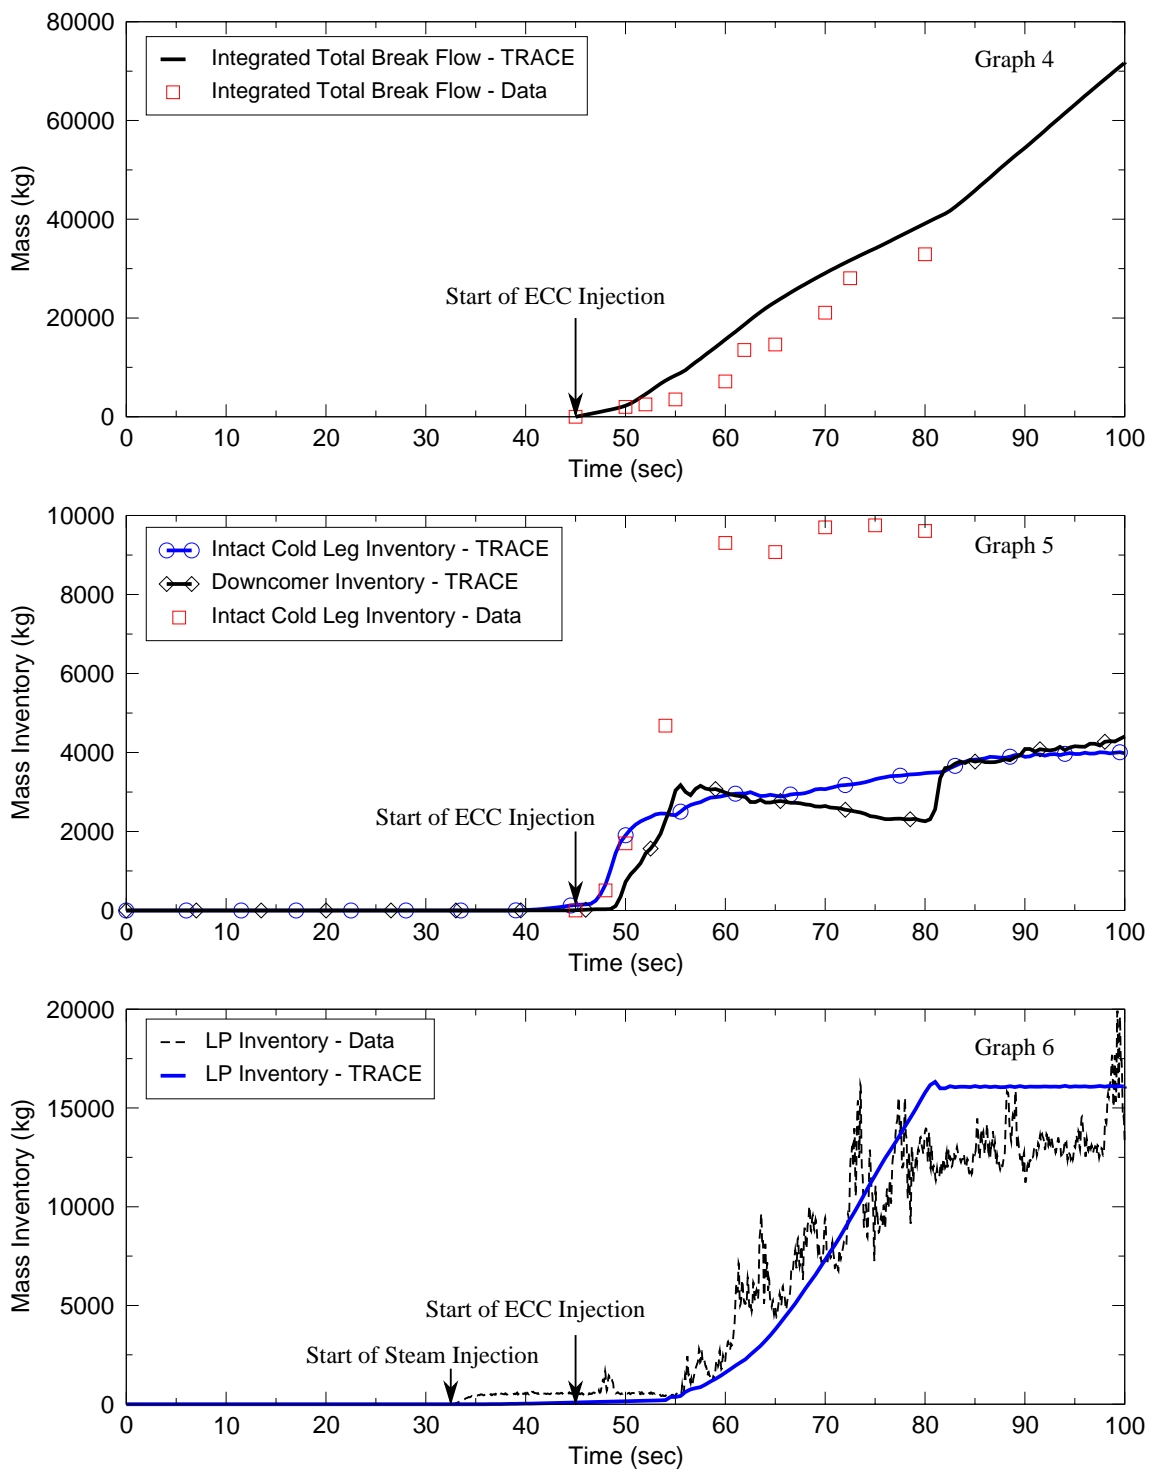 80000
60000
40000
20000
0
Mass (kg)
Integrated Total Break Flow - TRACE
Integrated Total Break Flow - Data
Graph 4
Start of ECC Injection
0 10 20 30 40 50 60 70 80 90 100
Time (sec)
10000
8000
6000
4000
2000
0
Mass Inventory (kg)
Intact Cold Leg Inventory - TRACE
Downcomer Inventory - TRACE
Intact Cold Leg Inventory - Data
Graph 5
Start of ECC Injection
0 10 20 30 40 50 60 70 80 90 100
Time (sec)
20000
15000
10000
5000
0
Mass Inventory (kg)
LP Inventory - Data
LP Inventory - TRACE
Graph 6
Start of ECC Injection
Start of Steam Injection
0 10 20 30 40 50 60 70 80 90 100
Time (sec)